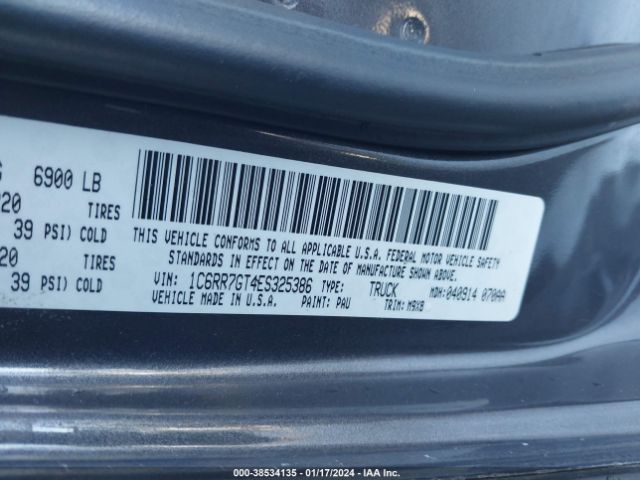 6900 LB
20 TIRES
39 PSI) COLD
20 TIRES
39 PSI) COLD
THIS VEHICLE CONFORMS TO ALL APPLICABLE U.S.A. FEDERAL MOTOR VEHICLE SAFETY
STANDARDS IN EFFECT ON THE DATE OF MANUFACTURE SHOWN ABOVE.
VIN: 1C6RR7GT4ES325386 TYPE: TRUCK MDH: 040914 070AA
VEHICLE MADE IN U.S.A. PAINT: PAU TRIM: M9X8
000-38534135 - 01/17/2024 - IAA Inc.